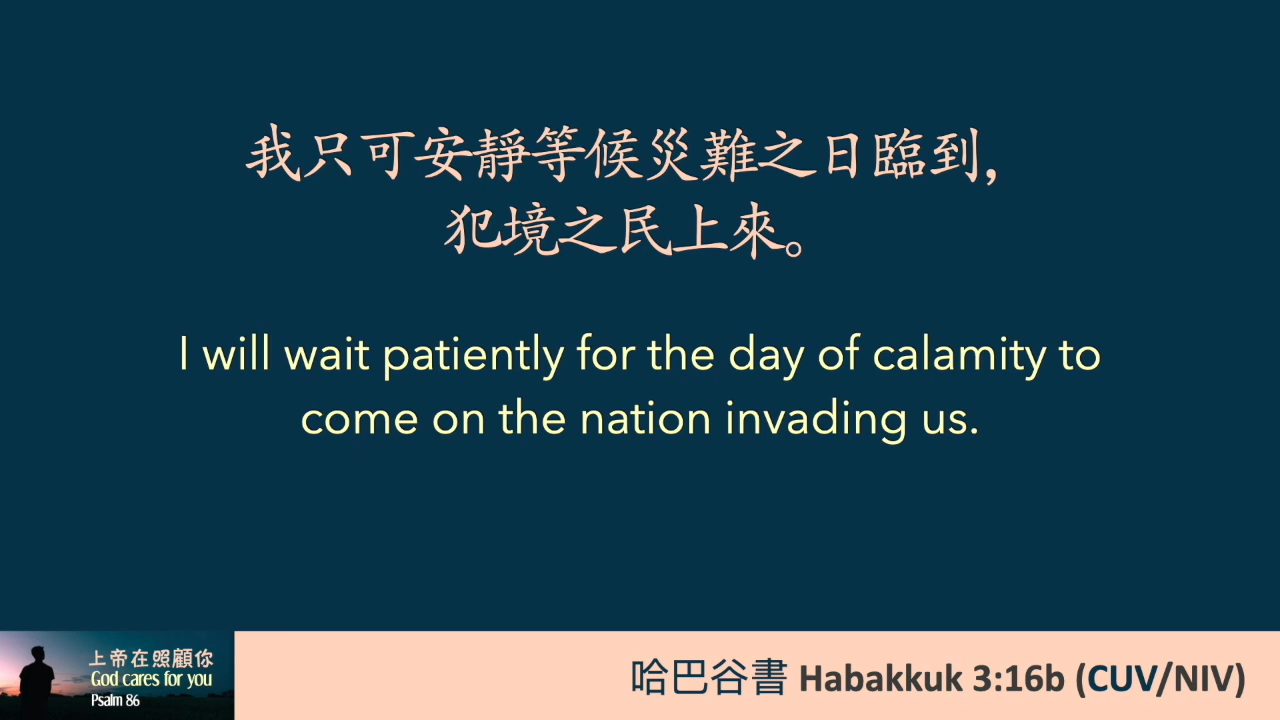 我只可安靜等候災難之日臨到,
犯境之民上來。
I will wait patiently for the day of calamity to
come on the nation invading us.
上帝在照顧你
God cares for you
Psalm 86
哈巴谷書 Habakkuk 3:16b (CUV/NIV)